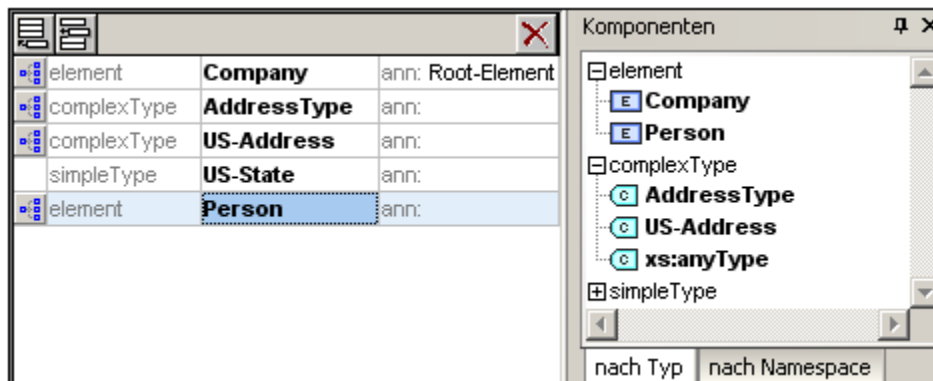 element Company ann: Root-Element
complexType AddressType ann:
complexType US-Address ann:
simpleType US-State ann:
element Person ann:
Komponenten
element
E Company
E Person
complexType
C AddressType
C US-Address
C xs:anyType
simpleType
nach Typ nach Namespace